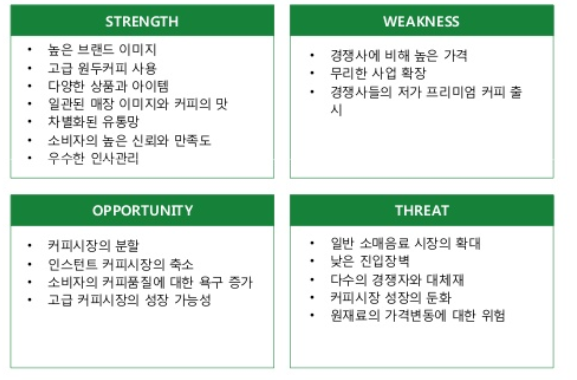 STRENGTH
• 높은 브랜드 이미지
• 고급 원두커피 사용
• 다양한 상품과 아이템
• 일관된 매장 이미지와 커피의 맛
• 차별화된 유통망
• 소비자의 높은 신뢰와 만족도
• 우수한 인사관리
WEAKNESS
• 경쟁사에 비해 높은 가격
• 무리한 사업 확장
• 경쟁사들의 저가 프리미엄 커피 출
시
OPPORTUNITY
• 커피시장의 분할
• 인스턴트 커피시장의 축소
• 소비자의 커피품질에 대한 욕구 증가
• 고급 커피시장의 성장 가능성
THREAT
• 일반 소매음료 시장의 확대
• 낮은 진입장벽
• 다수의 경쟁자와 대체재
• 커피시장 성장의 둔화
• 원재료의 가격변동에 대한 위험